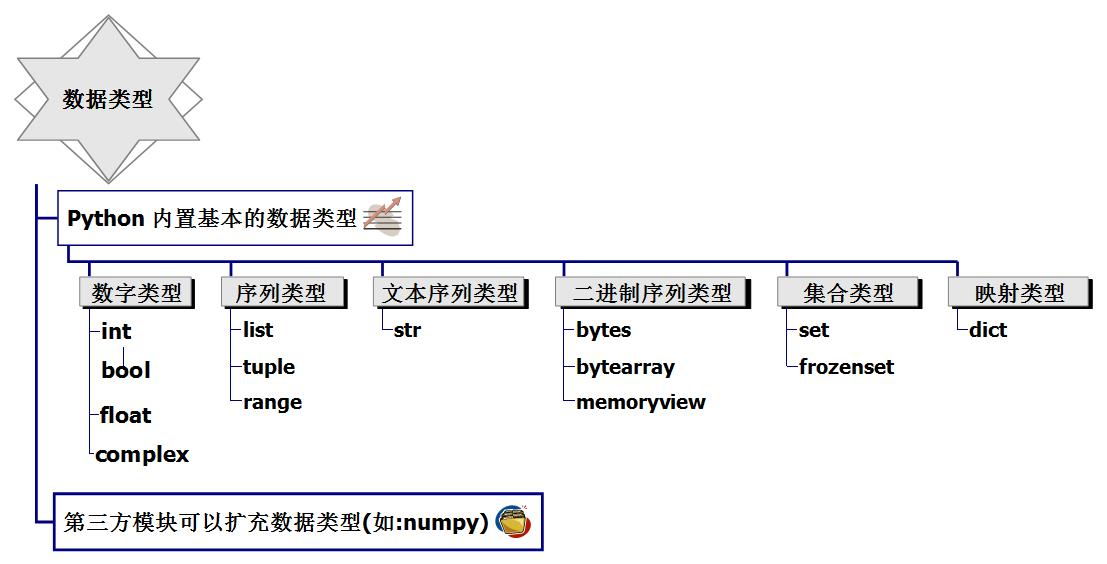 数据类型
Python 内置基本的数据类型
数字类型
int
bool
float
complex
序列类型
list
tuple
range
文本序列类型
str
二进制序列类型
bytes
bytearray
memoryview
集合类型
set
frozenset
映射类型
dict
第三方模块可以扩充数据类型(如:numpy)